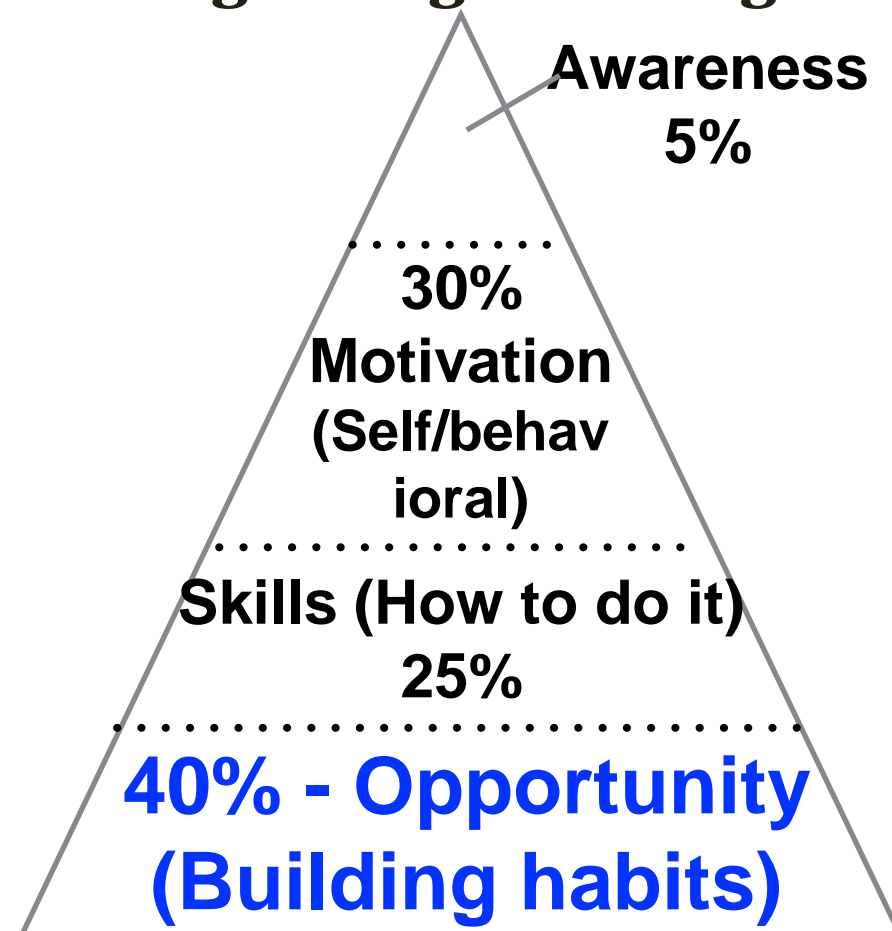 Awareness
5%
30%
Motivation
(Self/behav
ioral)
Skills (How to do it)
25%
40% - Opportunity
(Building habits)